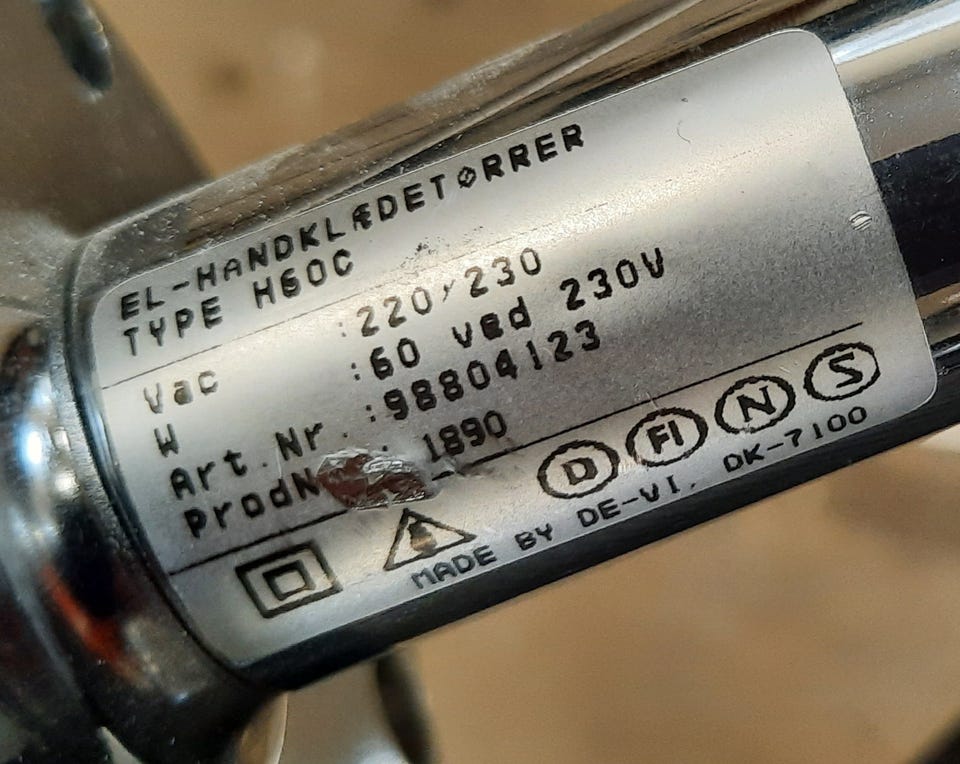 EL-HANDKLÆDETØRRER
TYPE H60C
Vac :220/230
W :60 ved 230V
Art.Nr. :98804123
: 1890
D FI N S
MADE BY DE-VI. DK-7100